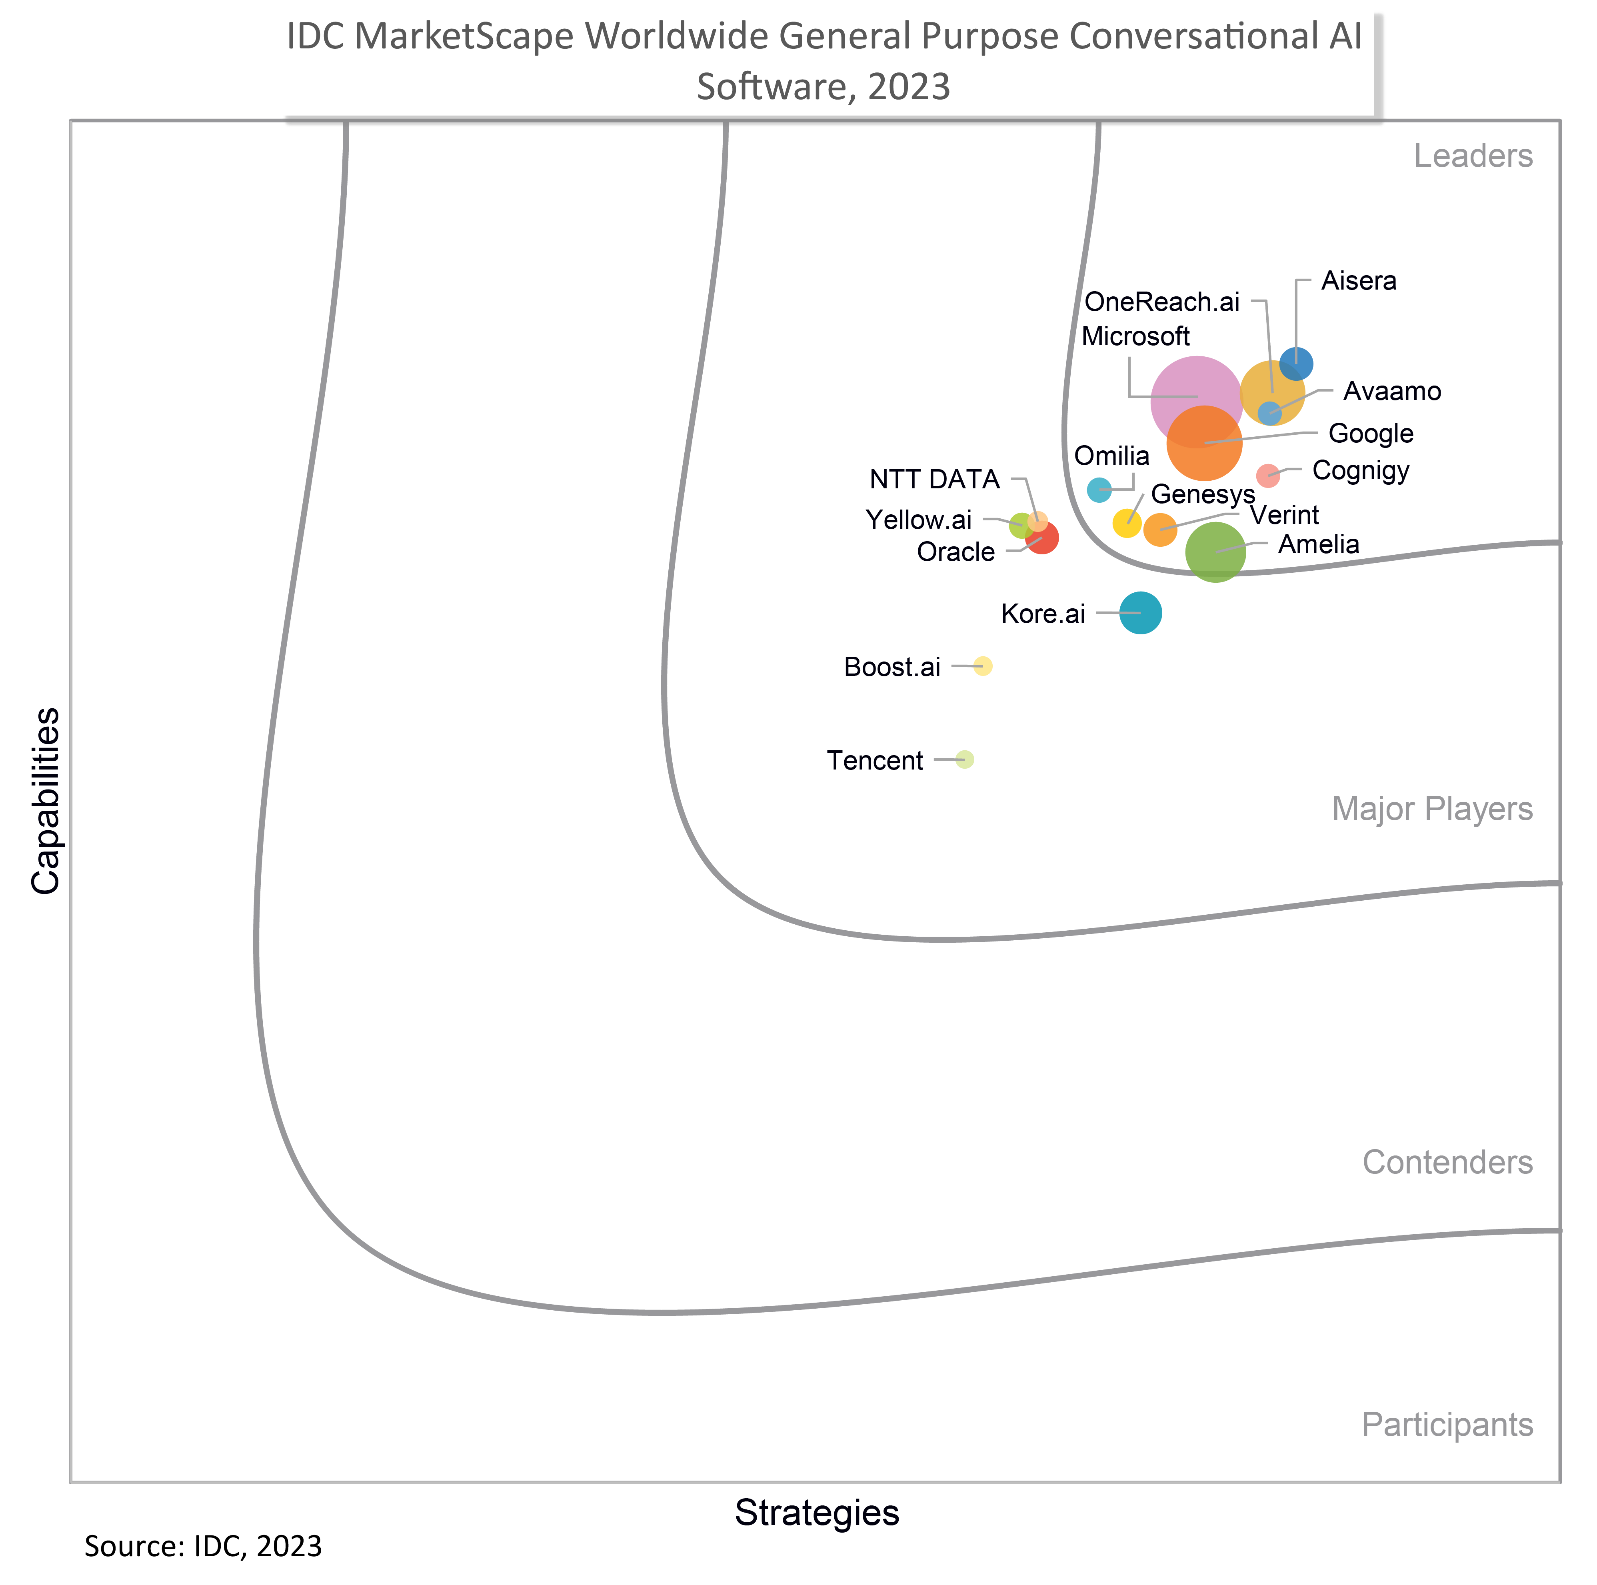 IDC MarketScape Worldwide General Purpose Conversational AI
Software, 2023
Leaders
Aisera
OneReach.ai
Microsoft
Avaamo
Google
Omilia
Cognigy
NTT DATA
Genesys
Yellow.ai
Verint
Oracle
Amelia
Kore.ai
Boost.ai
Tencent
Major Players
Capabilities
Contenders
Participants
Strategies
Source: IDC, 2023